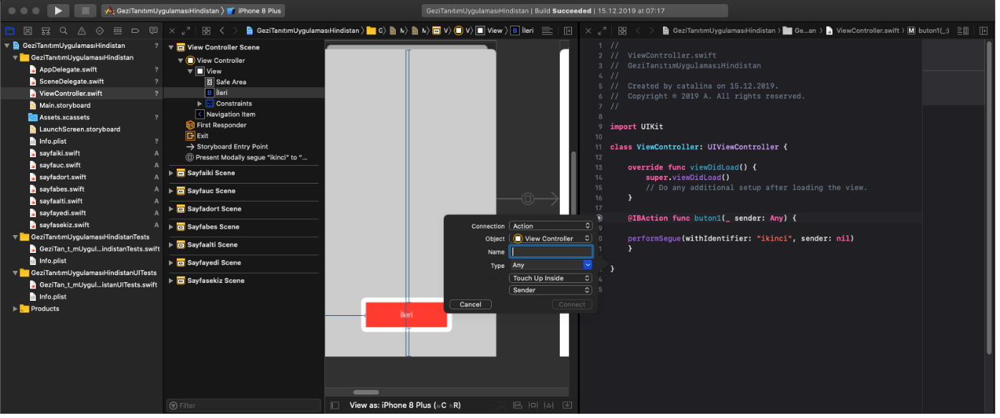 GeziTanıtımUygulamasıHindistan
iPhone 8 Plus
GeziTanıtımUygulamasıHindistan | Build Succeeded | 15.12.2019 at 07:17
GeziTanıtımUygulamasıHindistan ?
GeziTanıtımUygulamasıHindistan
AppDelegate.swift ?
SceneDelegate.swift ?
ViewController.swift ?
Main.storyboard
Assets.xcassets ?
LaunchScreen.storyboard
Info.plist ?
sayfaiki.swift A
sayfauc.swift A
sayfadort.swift A
sayfabes.swift A
sayfaalti.swift A
sayfayedi.swift A
sayfasekiz.swift A
GeziTanıtımUygulamasıHindistanTests
GeziTan_t_mUygul...indistanTests.swift
Info.plist
GeziTanıtımUygulamasıHindistanUITests
GeziTan_t_mUygul...istanUITests.swift
Info.plist
Products
GeziTanıtımUygulamasıHindistan
View
B İleri
View Controller Scene
View Controller
View
Safe Area
B İleri
Constraints
Navigation Item
First Responder
Exit
Storyboard Entry Point
Present Modally segue "ikinci" to "...
Sayfaiki Scene
Sayfauc Scene
Sayfadort Scene
Sayfabes Scene
Sayfaalti Scene
Sayfayedi Scene
Sayfasekiz Scene
Filter
İleri
View as: iPhone 8 Plus (wC hR)
Connection Action
Object View Controller
Name
Type Any
Touch Up Inside
Sender
Cancel Connect
GeziTanıtımUygulamasıHindistan
Ge...an
ViewController.swift
M buton1(_:)
1 //
2 // ViewController.swift
3 // GeziTanıtımUygulamasıHindistan
4 //
5 // Created by catalina on 15.12.2019.
6 // Copyright © 2019 A. All rights reserved.
7 //
8
9 import UIKit
10
11 class ViewController: UIViewController {
12
13 override func viewDidLoad() {
14 super.viewDidLoad()
15 // Do any additional setup after loading the view.
16 }
17
@IBAction func buton1(_ sender: Any) {
9
0 performSegue(withIdentifier: "ikinci", sender: nil)
1 }
}
4
5